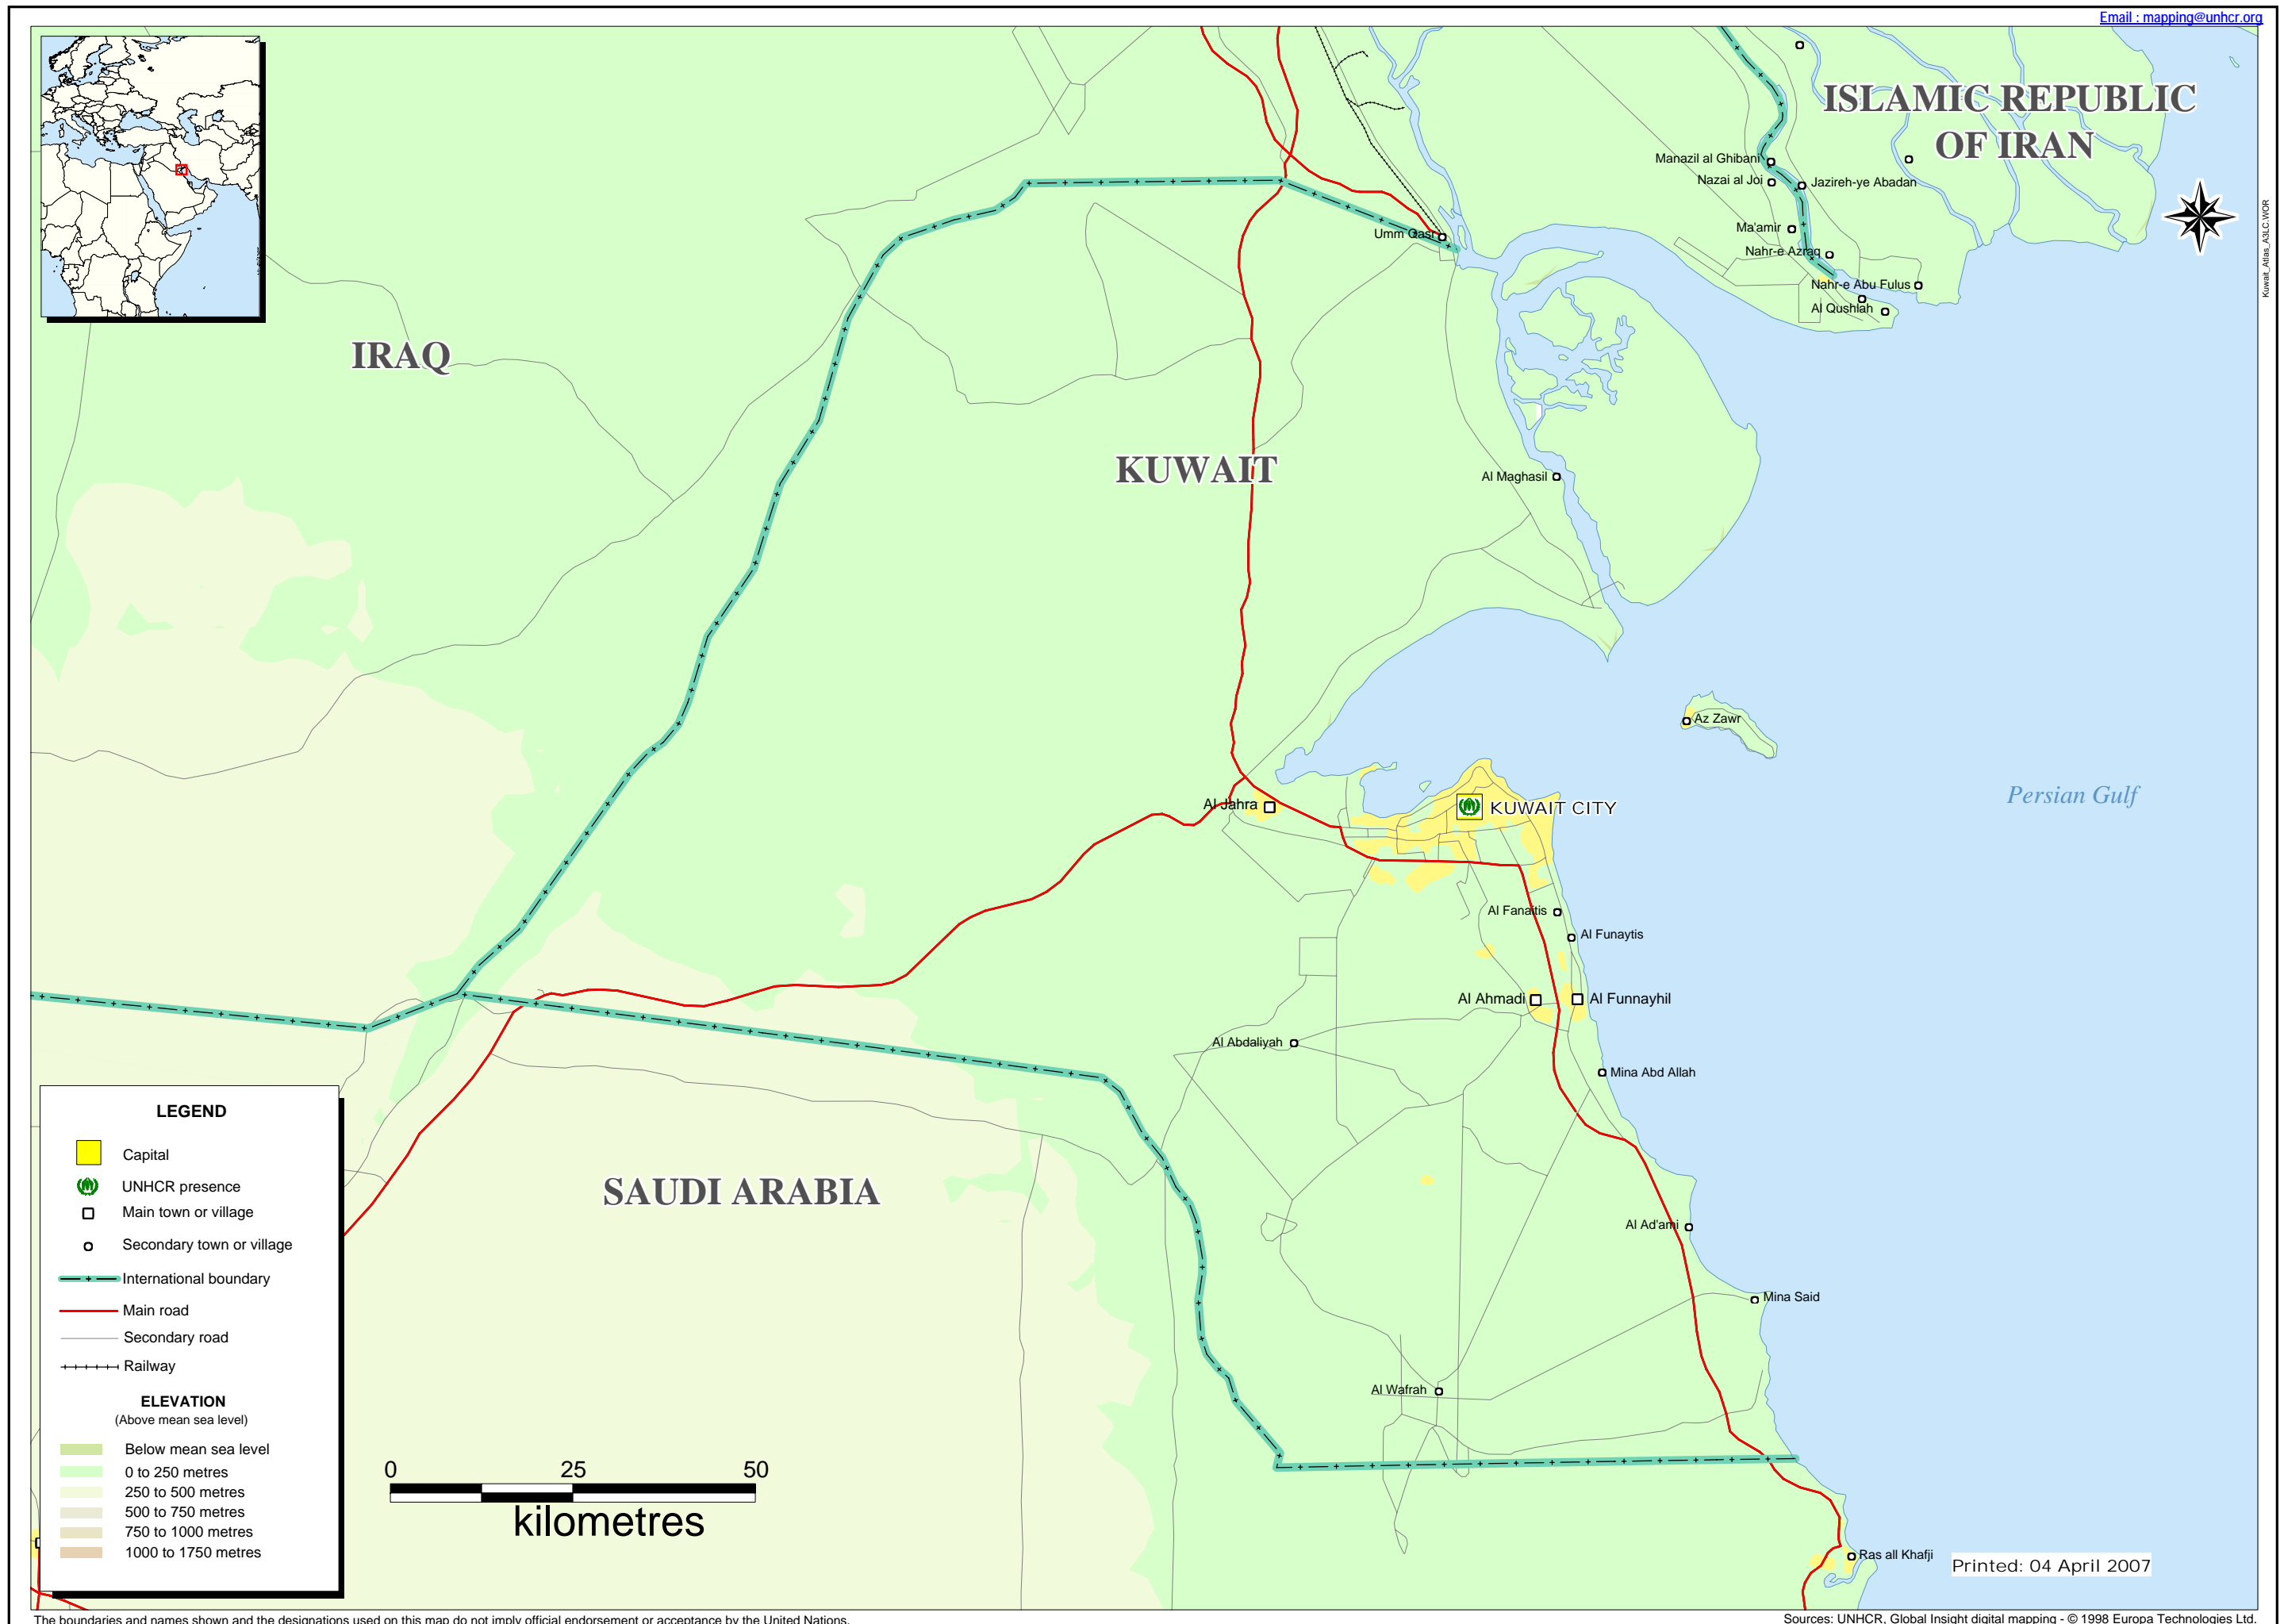 Email : mapping@unhcr.org
ISLAMIC REPUBLIC
OF IRAN
Manazil al Ghibani
Nazai al Joi
Jazireh-ye Abadan
Kuwait_Atlas_A3LC.WOR
Ma'amir
Umm Qasr
Nahr-e Azraq
Nahr-e Abu Fulus
Al Qushlah
IRAQ
KUWAIT
Al Maghasil
Az Zawr
Persian Gulf
Al Jahra
KUWAIT CITY
Al Fanaitis
Al Funaytis
Al Ahmadi
Al Funnayhil
Al Abdaliyah
Mina Abd Allah
SAUDI ARABIA
Al Ad'ami
Mina Said
Al Wafrah
Ras all Khafji
LEGEND
Capital
UNHCR presence
Main town or village
Secondary town or village
International boundary
Main road
Secondary road
Railway
ELEVATION
(Above mean sea level)
Below mean sea level
0 to 250 metres
250 to 500 metres
500 to 750 metres
750 to 1000 metres
1000 to 1750 metres
0 25 50
kilometres
Printed: 04 April 2007
The boundaries and names shown and the designations used on this map do not imply official endorsement or acceptance by the United Nations.
Sources: UNHCR, Global Insight digital mapping - © 1998 Europa Technologies Ltd.